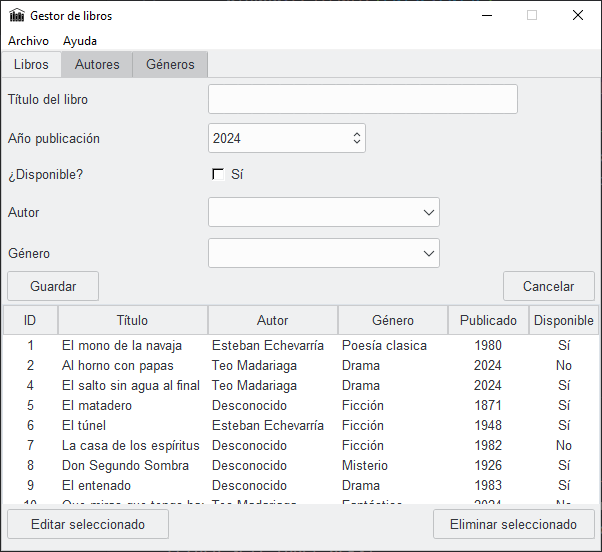 Gestor de libros
Archivo Ayuda
Libros Autores Géneros
Título del libro
Año publicación 2024
¿Disponible? Sí
Autor
Género
Guardar Cancelar
ID Título Autor Género Publicado Disponible
1 El mono de la navaja Esteban Echevarría Poesía clasica 1980 Sí
2 Al horno con papas Teo Madariaga Drama 2024 No
4 El salto sin agua al final Teo Madariaga Drama 2024 Sí
5 El matadero Desconocido Ficción 1871 Sí
6 El túnel Esteban Echevarría Ficción 1948 Sí
7 La casa de los espíritus Desconocido Ficción 1982 No
8 Don Segundo Sombra Desconocido Misterio 1926 Sí
9 El entenado Desconocido Drama 1983 Sí
10 Que miras que tengo Teo Madariaga Fantástico 2024 No
Editar seleccionado Eliminar seleccionado